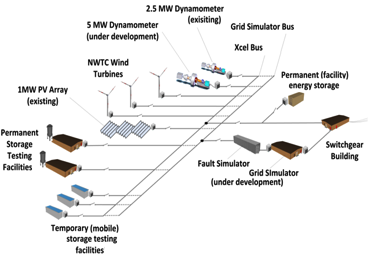 2.5 MW Dynamometer
(exisiting)
5 MW Dynamometer
(under development)
Grid Simulator Bus
Xcel Bus
NWTC Wind
Turbines
1MW PV Array
(existing)
Permanent (facility)
energy storage
Permanent
Storage
Testing
Facilities
Switchgear
Building
Fault Simulator
Grid Simulator
(under development)
Temporary (mobile)
storage testing
facilities